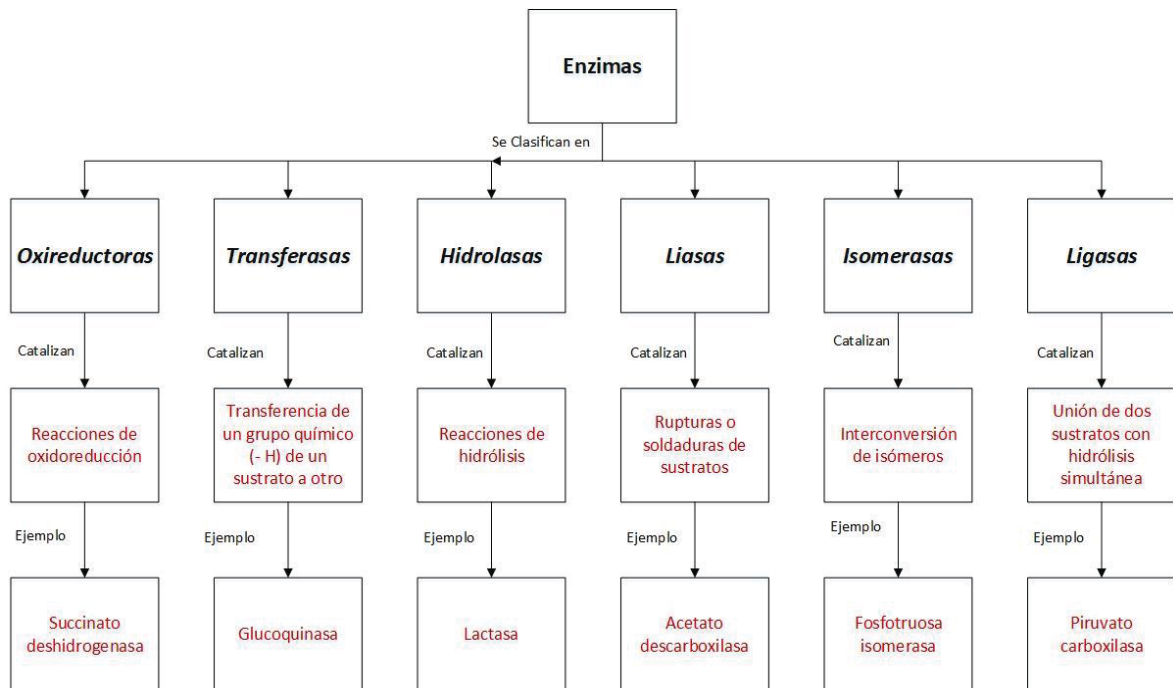 Enzimas
Se Clasifican en
Oxireductoras
Transferasas
Hidrolasas
Liasas
Isomerasas
Ligasas
Catalizan
Catalizan
Catalizan
Catalizan
Catalizan
Catalizan
Reacciones de
oxidoreducción
Transferencia de
un grupo químico
(- H) de un
sustrato a otro
Reacciones de
hidrólisis
Rupturas o
soldaduras de
sustratos
Interconversión
de isómeros
Unión de dos
sustratos con
hidrólisis
simultánea
Ejemplo
Ejemplo
Ejemplo
Ejemplo
Ejemplo
Ejemplo
Succinato
deshidrogenasa
Glucoquinasa
Lactasa
Acetato
descarboxilasa
Fosfotruosa
isomerasa
Piruvato
carboxilasa